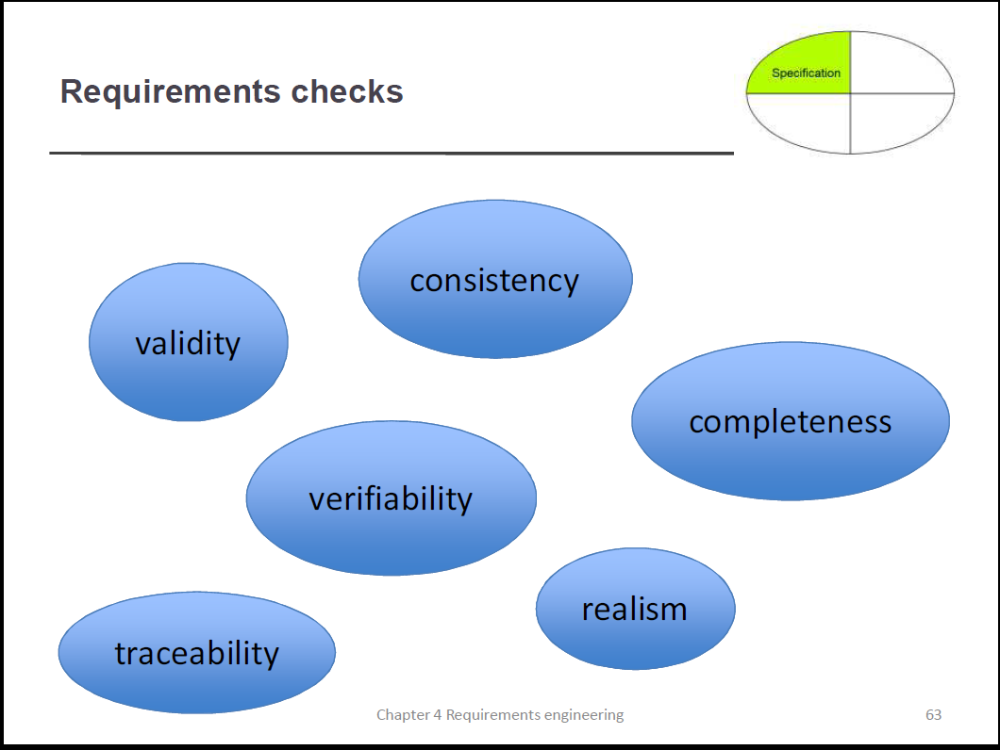 Requirements checks
Specification
consistency
validity
completeness
verifiability
realism
traceability
Chapter 4 Requirements engineering
63